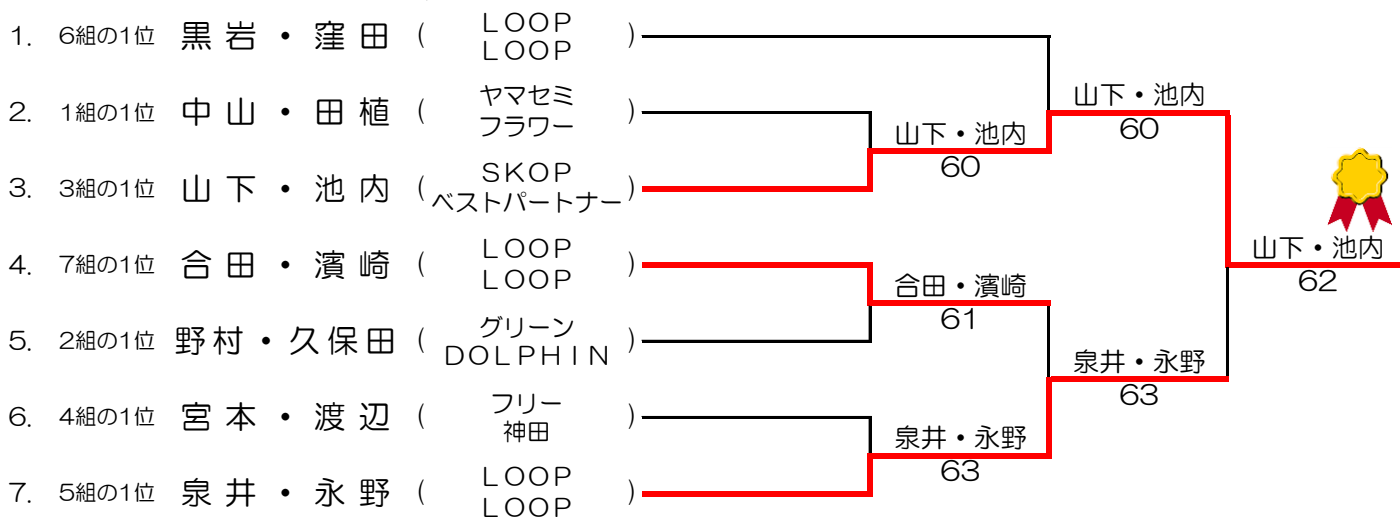 1. 6組の1位 黒岩・窪田 ( LOOP
LOOP )
2. 1組の1位 中山・田植 ( ヤマセミ
フラワー )
3. 3組の1位 山下・池内 ( SKOP
ベストパートナー )
4. 7組の1位 合田・濱崎 ( LOOP
LOOP )
5. 2組の1位 野村・久保田 ( グリーン
DOLPHIN )
6. 4組の1位 宮本・渡辺 ( フリー
神田 )
7. 5組の1位 泉井・永野 ( LOOP
LOOP )
山下・池内
60
合田・濱崎
61
泉井・永野
63
山下・池内
60
泉井・永野
63
山下・池内
62